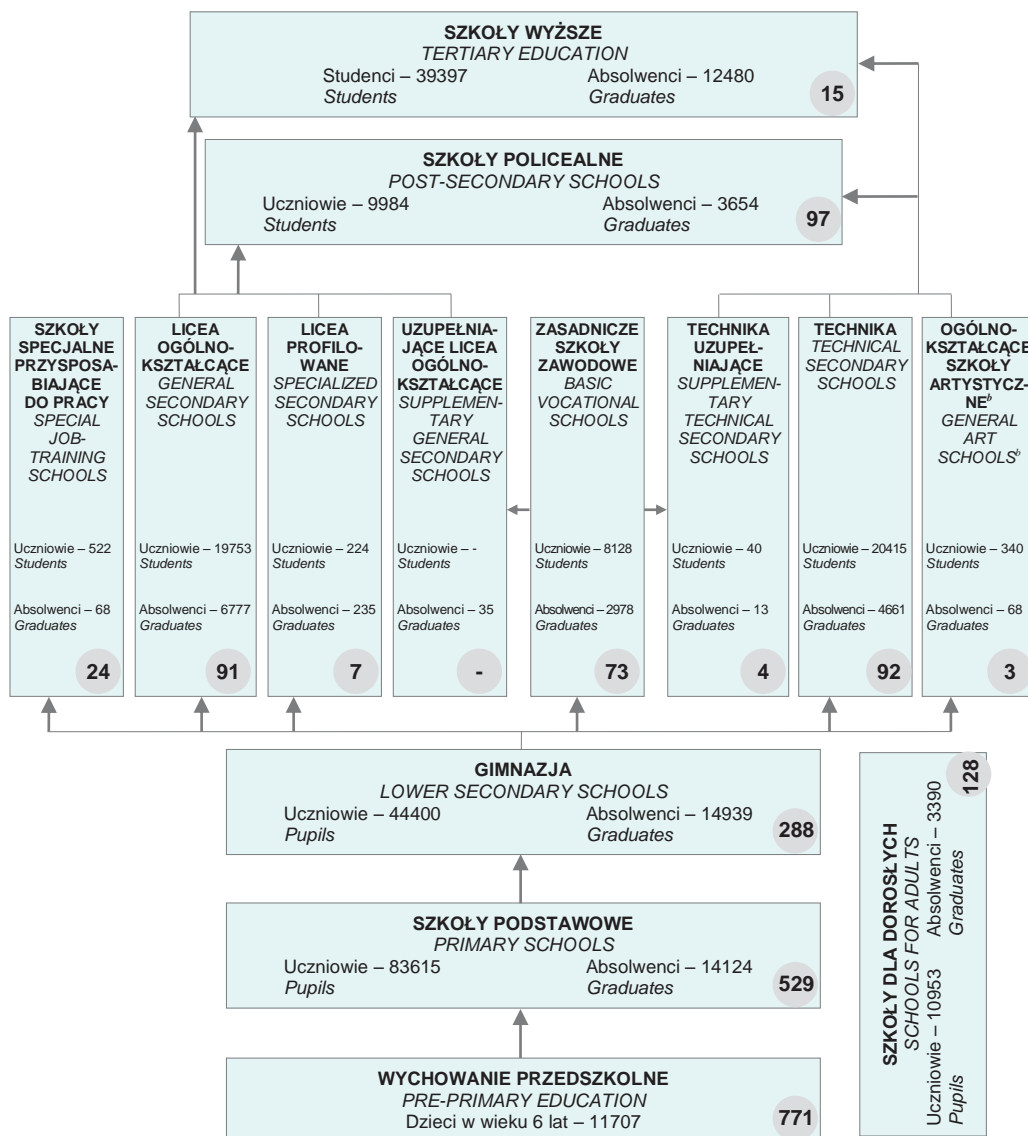 SZKOŁY WYŻSZE
TERTIARY EDUCATION
Studenci – 39397 Absolwenci – 12480
Students Graduates
15
SZKOŁY POLICEALNE
POST-SECONDARY SCHOOLS
Uczniowie – 9984 Absolwenci – 3654
Students Graduates
97
SZKOŁY
SPECJALNE
PRZYSPOSA-
BIAJĄCE
DO PRACY
SPECIAL
JOB-
TRAINING
SCHOOLS
Uczniowie – 522
Students
Absolwenci – 68
Graduates
24
LICEA
OGÓLNO-
KSZTAŁCĄCE
GENERAL
SECONDARY
SCHOOLS
Uczniowie – 19753
Students
Absolwenci – 6777
Graduates
91
LICEA
PROFILO-
WANE
SPECIALIZED
SECONDARY
SCHOOLS
Uczniowie – 224
Students
Absolwenci – 235
Graduates
7
UZUPEŁNIA-
JĄCE LICEA
OGÓLNO-
KSZTAŁCĄCE
SUPPLEMEN-
TARY
GENERAL
SECONDARY
SCHOOLS
Uczniowie – -
Students
Absolwenci – 35
Graduates
-
ZASADNICZE
SZKOŁY
ZAWODOWE
BASIC
VOCATIONAL
SCHOOLS
Uczniowie – 8128
Students
Absolwenci – 2978
Graduates
73
TECHNIKA
UZUPEŁ-
NIAJĄCE
SUPPLEMEN-
TARY
TECHNICAL
SECONDARY
SCHOOLS
Uczniowie – 40
Students
Absolwenci – 13
Graduates
4
TECHNIKA
TECHNICAL
SECONDARY
SCHOOLS
Uczniowie – 20415
Students
Absolwenci – 4661
Graduates
92
OGÓLNO-
KSZTAŁCĄCE
SZKOŁY
ARTYSTYCZ-
NEᵇ
GENERAL
ART
SCHOOLSᵇ
Uczniowie – 340
Students
Absolwenci – 68
Graduates
3
GIMNAZJA
LOWER SECONDARY SCHOOLS
Uczniowie – 44400 Absolwenci – 14939
Pupils Graduates
288
SZKOŁY PODSTAWOWE
PRIMARY SCHOOLS
Uczniowie – 83615 Absolwenci – 14124
Pupils Graduates
529
WYCHOWANIE PRZEDSZKOLNE
PRE-PRIMARY EDUCATION
Dzieci w wieku 6 lat – 11707
771
SZKOŁY DLA DOROSŁYCH
SCHOOLS FOR ADULTS
Uczniowie – 10953 Absolwenci – 3390
Pupils Graduates
128